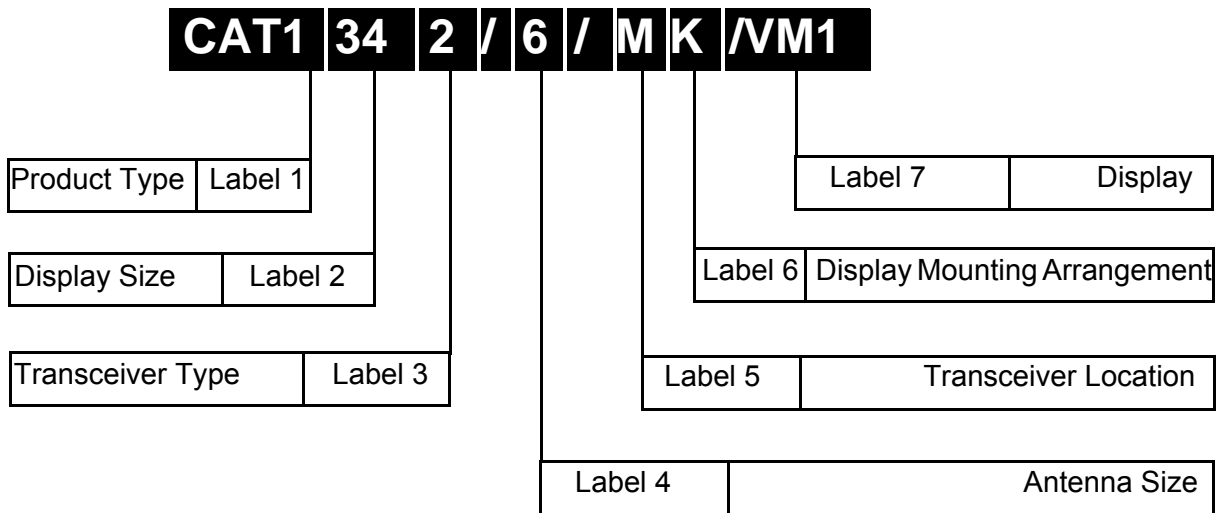 CAT1 34 2 / 6 / M K /VM1
Product Type Label 1
Label 7 Display
Display Size Label 2
Label 6 Display Mounting Arrangement
Transceiver Type Label 3
Label 5 Transceiver Location
Label 4 Antenna Size